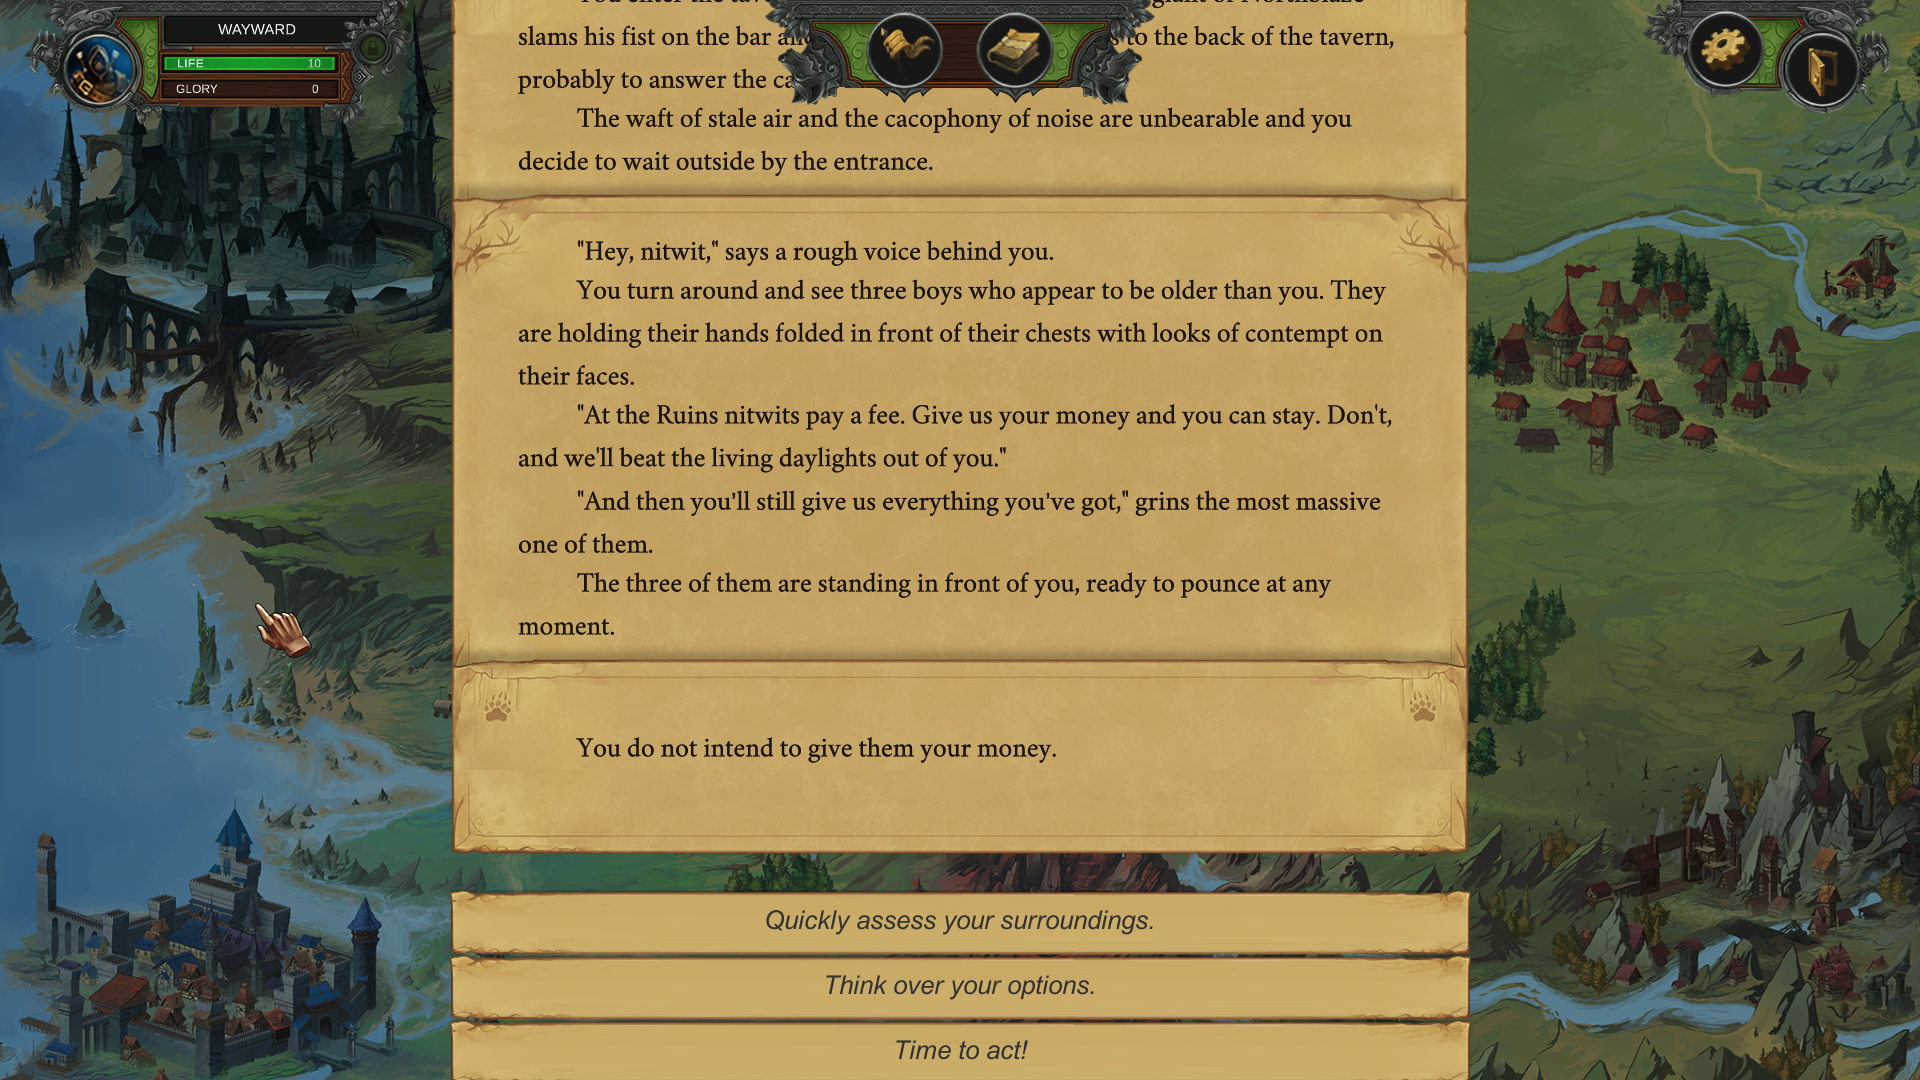 WAYWARD
LIFE 10
GLORY 0
You enter the giant of Northblaze
slams his fist on the bar to the back of the tavern,
probably to answer the
The waft of stale air and the cacophony of noise are unbearable and you
decide to wait outside by the entrance.
"Hey, nitwit," says a rough voice behind you.
You turn around and see three boys who appear to be older than you. They
are holding their hands folded in front of their chests with looks of contempt on
their faces.
"At the Ruins nitwits pay a fee. Give us your money and you can stay. Don't,
and we'll beat the living daylights out of you."
"And then you’ll still give us everything you’ve got," grins the most massive
one of them.
The three of them are standing in front of you, ready to pounce at any
moment.
You do not intend to give them your money.
Quickly assess your surroundings.
Think over your options.
Time to act!